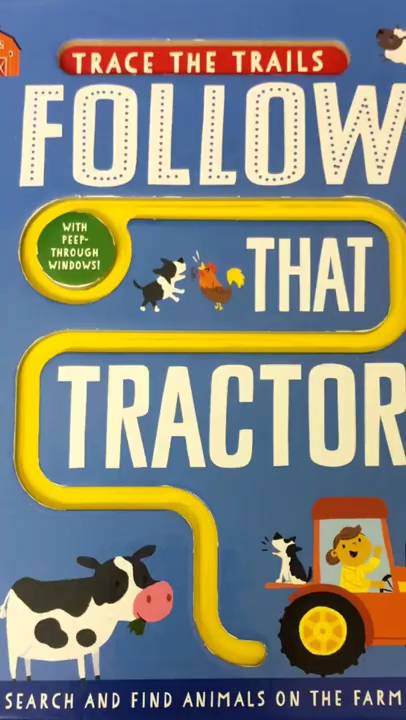 TRACE THE TRAILS
FOLLOW
WITH
PEEP-
THROUGH
WINDOWS!
THAT
TRACTOR
SEARCH AND FIND ANIMALS ON THE FARM